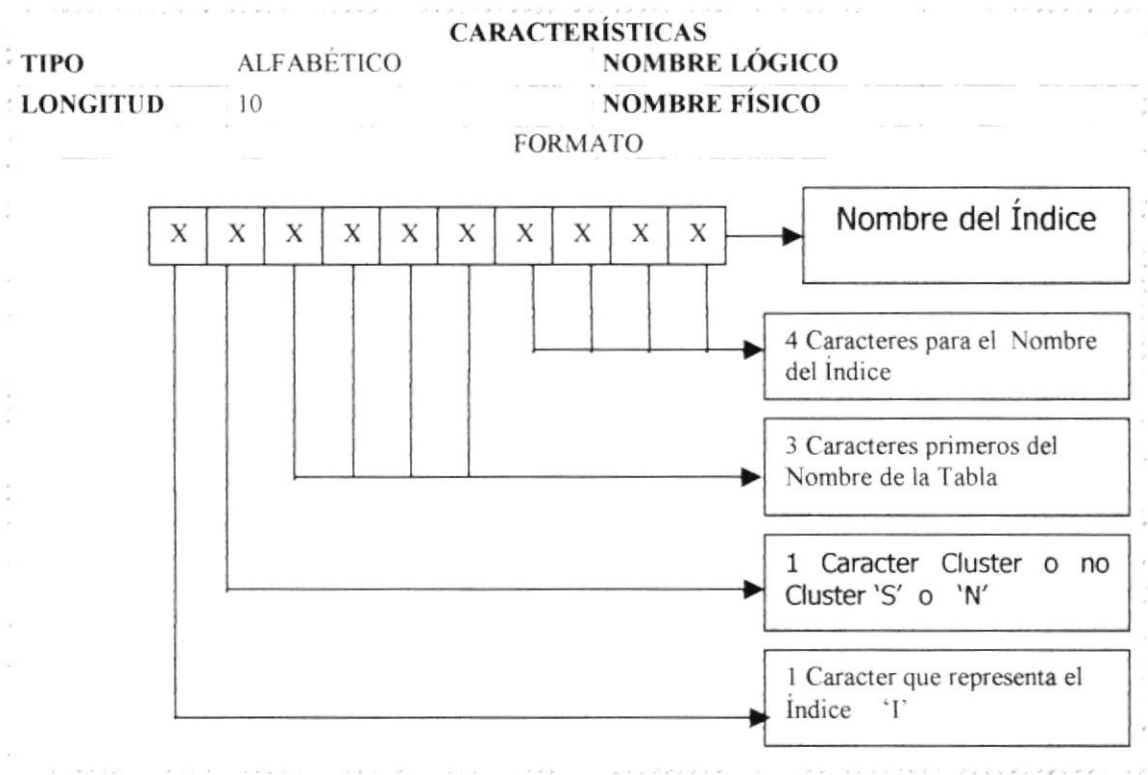 CARACTERÍSTICAS
TIPO ALFABÉTICO NOMBRE LÓGICO
LONGITUD 10 NOMBRE FÍSICO
FORMATO
X X X X X X X X X X
Nombre del Índice
4 Caracteres para el Nombre
del Índice
3 Caracteres primeros del
Nombre de la Tabla
1 Caracter Cluster o no
Cluster 'S' o 'N'
1 Caracter que representa el
Índice 'I'